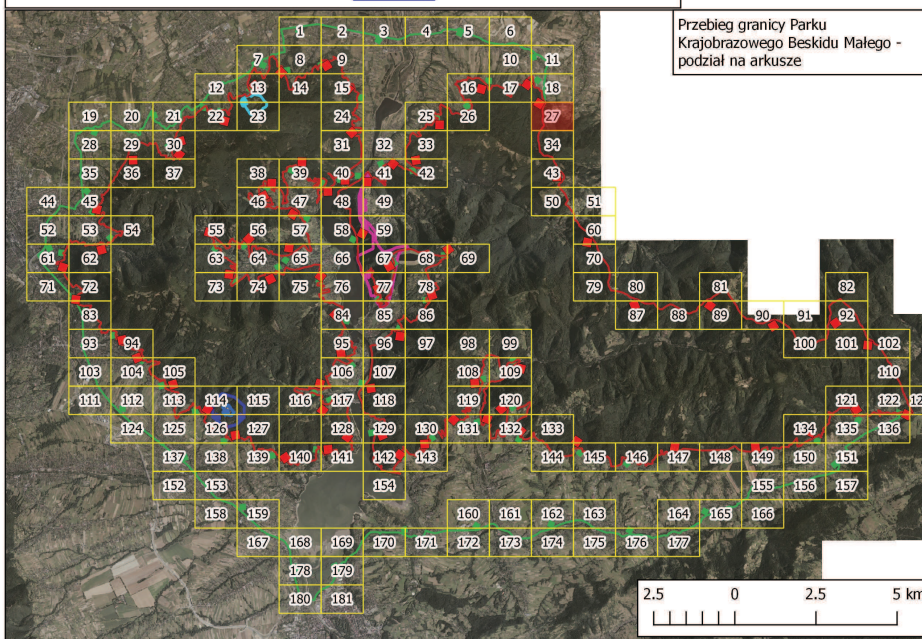 Przebieg granicy Parku
Krajobrazowego Beskidu Małego -
podział na arkusze
1 2 3 4 5 6
7 8 9 10 11
12 13 14 15 16 17 18
19 20 21 22 23 24 25 26 27
28 29 30 31 32 33 34
35 36 37 38 39 40 41 42 43
44 45 46 47 48 49 50 51
52 53 54 55 56 57 58 59 60
61 62 63 64 65 66 67 68 69 70
71 72 73 74 75 76 77 78 79 80 81 82
83 84 85 86 87 88 89 90 91 92
93 94 95 96 97 98 99 100 101 102
103 104 105 106 107 108 109 110
111 112 113 114 115 116 117 118 119 120 121 122
124 125 126 127 128 129 130 131 132 133 134 135 136
137 138 139 140 141 142 143 144 145 146 147 148 149 150 151
152 153 154 155 156 157
158 159 160 161 162 163 164 165 166
167 168 169 170 171 172 173 174 175 176 177
178 179
180 181
2.5 0 2.5 5 km